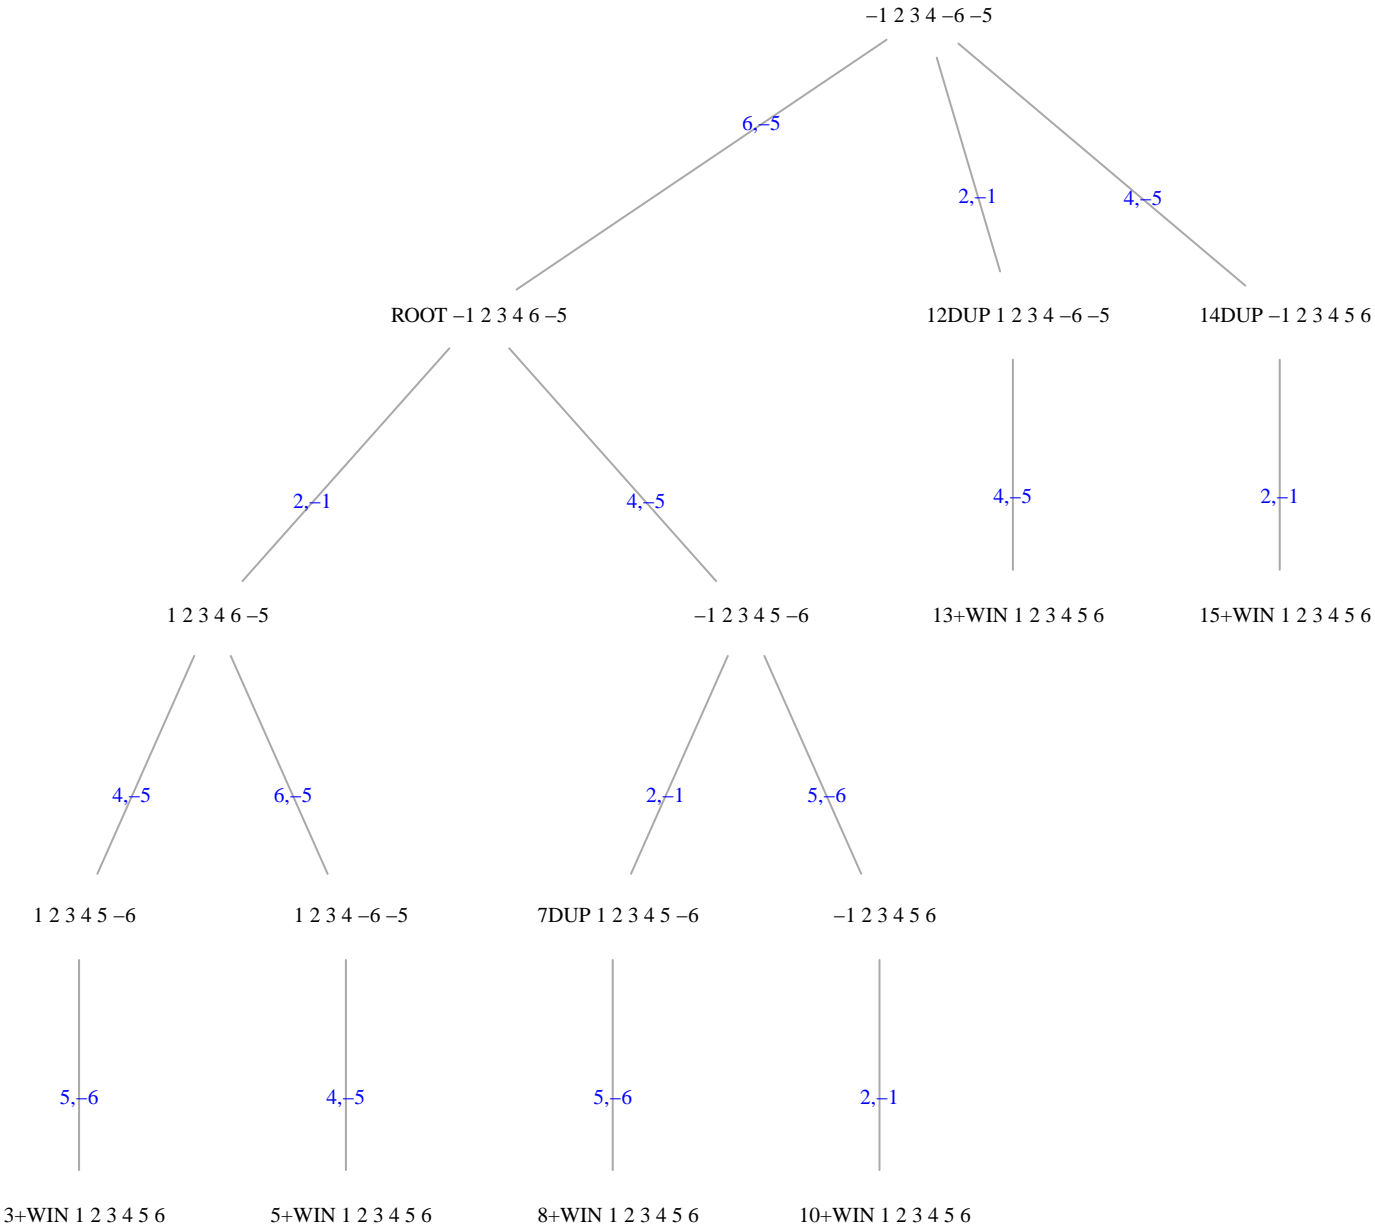 –1 2 3 4 –6 –5
6,–5
2,–1
4,–5
ROOT –1 2 3 4 6 –5
12DUP 1 2 3 4 –6 –5
14DUP –1 2 3 4 5 6
2,–1
4,–5
4,–5
2,–1
1 2 3 4 6 –5
–1 2 3 4 5 –6
13+WIN 1 2 3 4 5 6
15+WIN 1 2 3 4 5 6
4,–5
6,–5
2,–1
5,–6
1 2 3 4 5 –6
1 2 3 4 –6 –5
7DUP 1 2 3 4 5 –6
–1 2 3 4 5 6
5,–6
4,–5
5,–6
2,–1
3+WIN 1 2 3 4 5 6
5+WIN 1 2 3 4 5 6
8+WIN 1 2 3 4 5 6
10+WIN 1 2 3 4 5 6